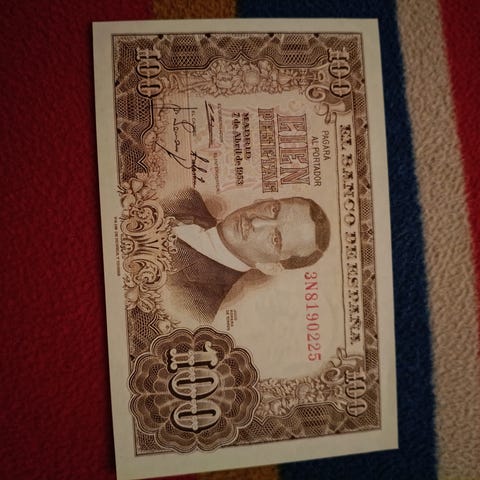 100
EL BANCO DE ESPAÑA
100
PAGARA
AL PORTADOR
CIEN
PESETAS
MADRID:
7 de Abril de 1953
3N8190225
100
100